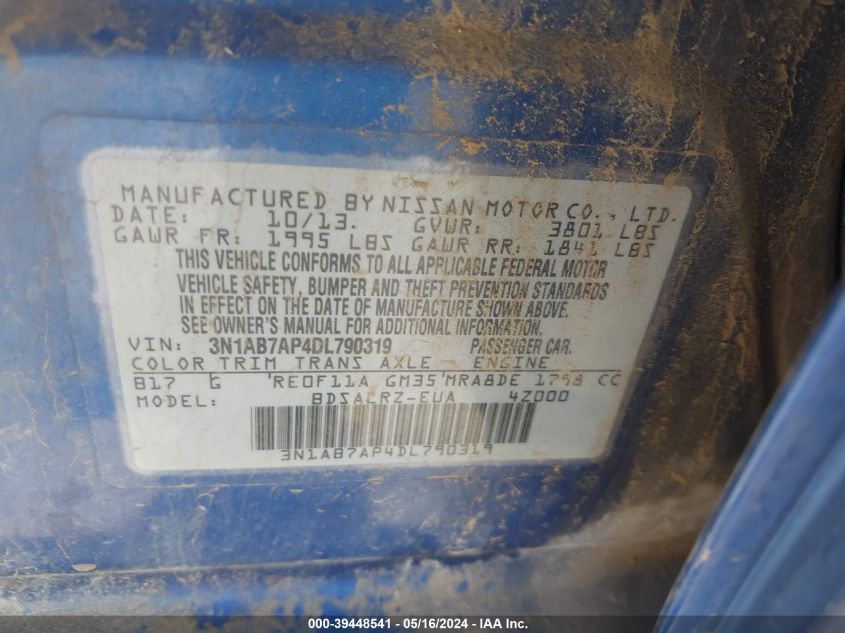 MANUFACTURED BY NISSAN MOTOR CO., LTD.
DATE: 10/13. GVWR: 3801 LBS
GAWR FR: 1995 LBS GAWR RR: 1841 LBS
THIS VEHICLE CONFORMS TO ALL APPLICABLE FEDERAL MOTOR
VEHICLE SAFETY, BUMPER AND THEFT PREVENTION STANDARDS
IN EFFECT ON THE DATE OF MANUFACTURE SHOWN ABOVE.
SEE OWNER'S MANUAL FOR ADDITIONAL INFORMATION.
VIN: 3N1AB7AP4DL790319 PASSENGER CAR.
COLOR TRIM TRANS AXLE ENGINE
B17 G 'RE0F11A GM35'MRA8DE 1798 CC
MODEL: BDSALRZ-EUA 4Z000
3N1AB7AP4DL790319
000-39448541 / 05/16/2024 - IAA Inc.